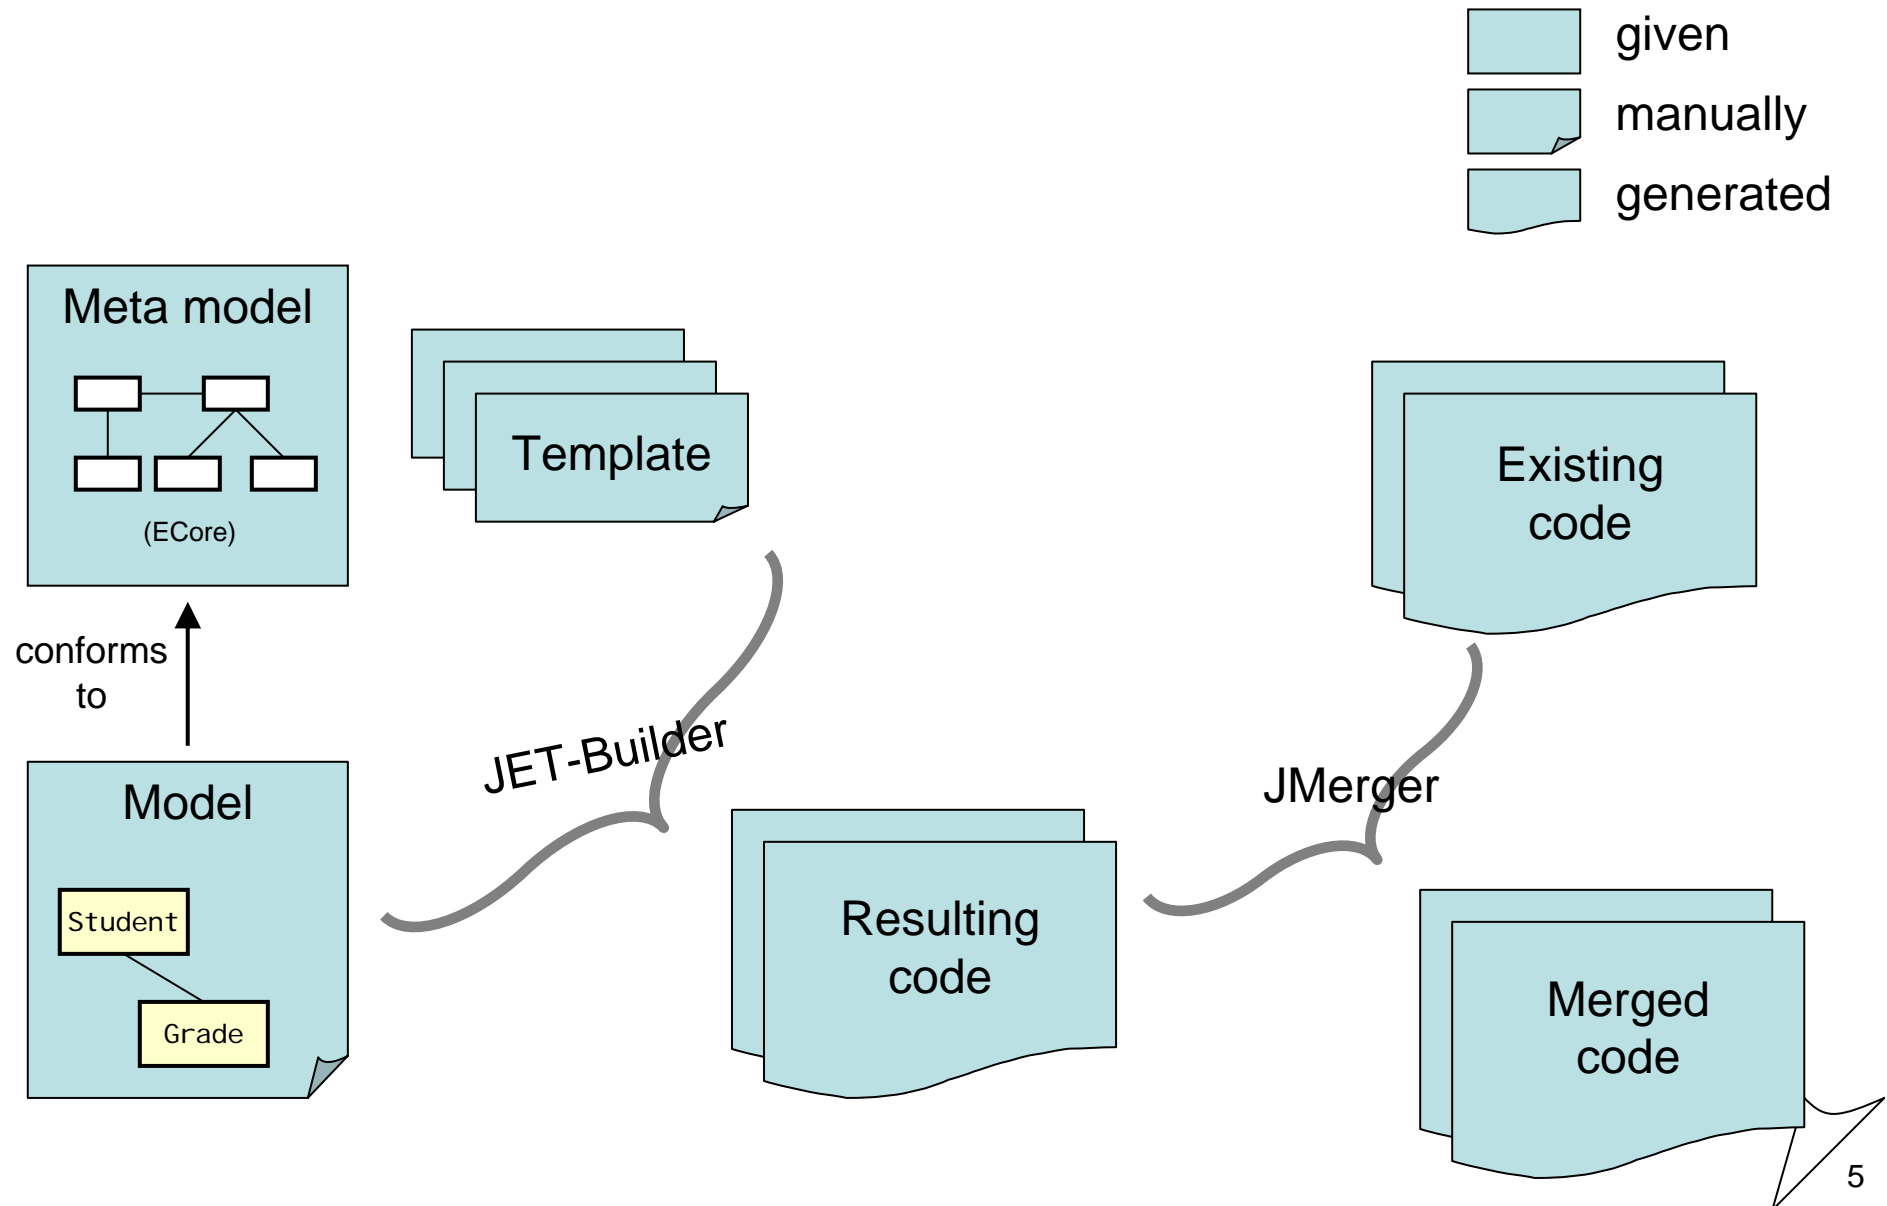 given
manually
generated
Meta model
(ECore)
Template
Existing
code
conforms
to
JET-Builder
JMerger
Model
Student
Grade
Resulting
code
Merged
code
5